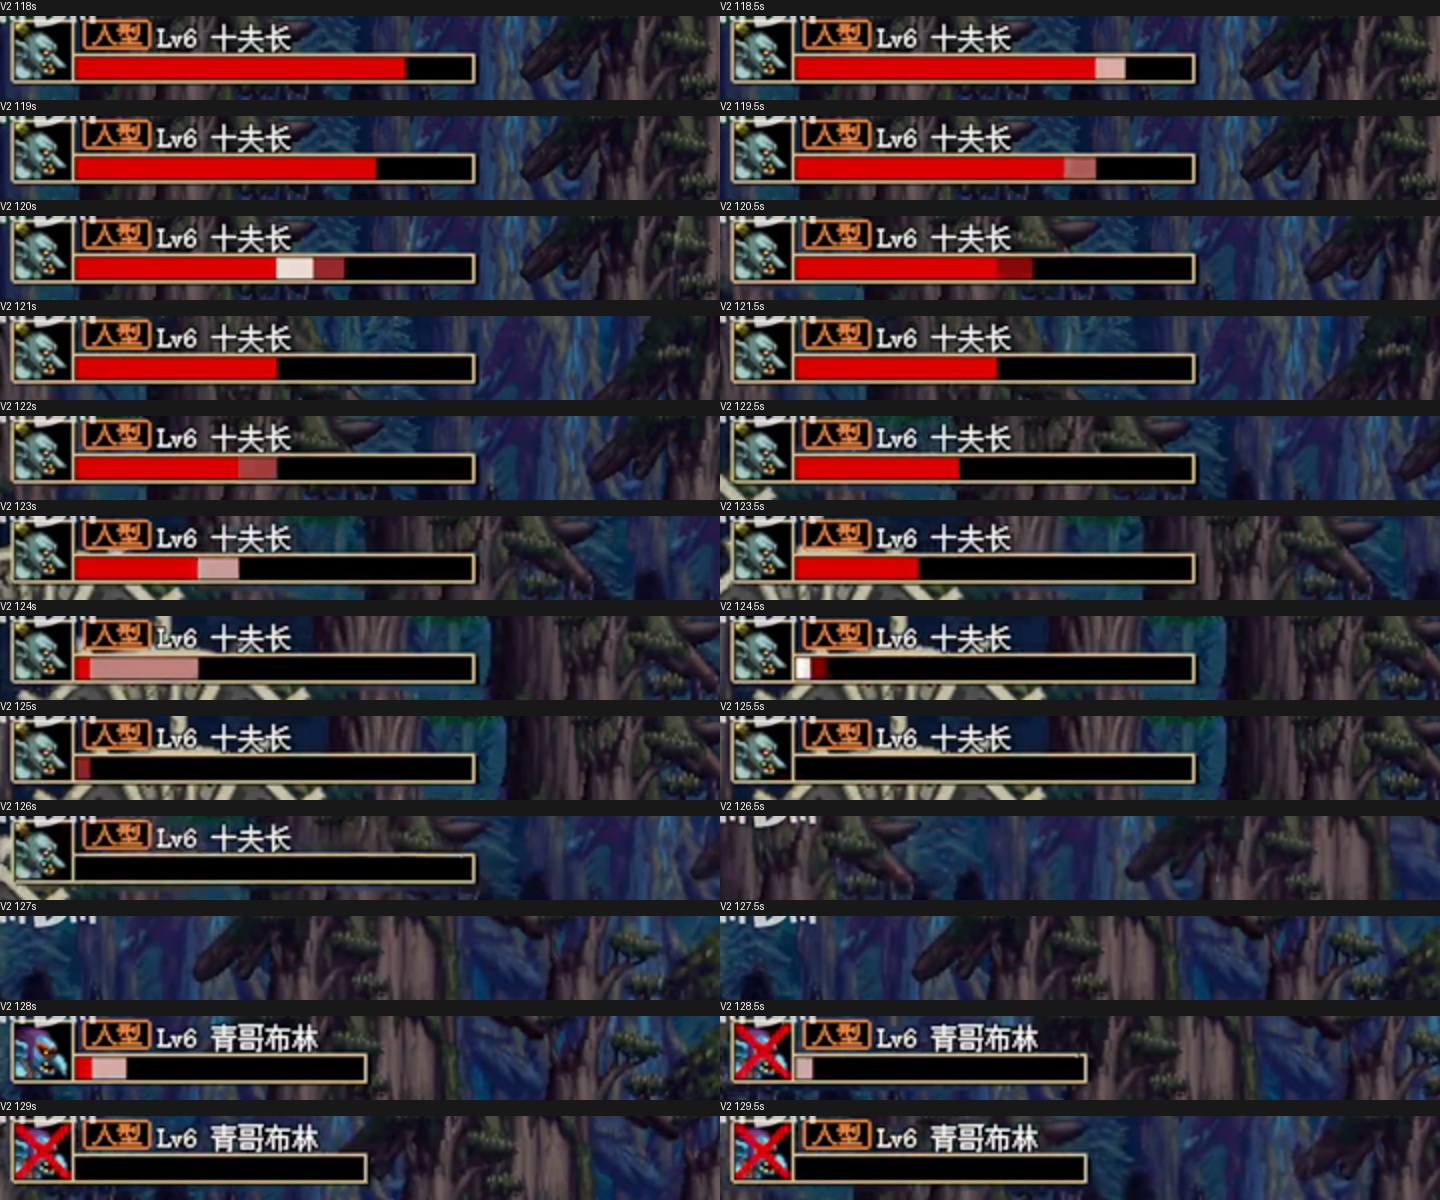 V2 118s
人型 Lv6 十夫长
V2 118.5s
人型 Lv6 十夫长
V2 119s
人型 Lv6 十夫长
V2 119.5s
人型 Lv6 十夫长
V2 120s
人型 Lv6 十夫长
V2 120.5s
人型 Lv6 十夫长
V2 121s
人型 Lv6 十夫长
V2 121.5s
人型 Lv6 十夫长
V2 122s
人型 Lv6 十夫长
V2 122.5s
人型 Lv6 十夫长
V2 123s
人型 Lv6 十夫长
V2 123.5s
人型 Lv6 十夫长
V2 124s
人型 Lv6 十夫长
V2 124.5s
人型 Lv6 十夫长
V2 125s
人型 Lv6 十夫长
V2 125.5s
人型 Lv6 十夫长
V2 126s
人型 Lv6 十夫长
V2 126.5s
V2 127s
V2 127.5s
V2 128s
人型 Lv6 青哥布林
V2 128.5s
人型 Lv6 青哥布林
V2 129s
人型 Lv6 青哥布林
V2 129.5s
人型 Lv6 青哥布林